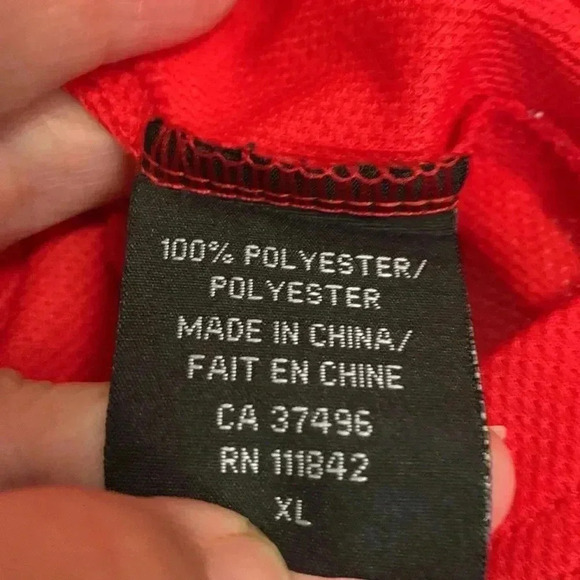 100% POLYESTER/
POLYESTER
MADE IN CHINA/
FAIT EN CHINE
CA 37496
RN 111842
XL